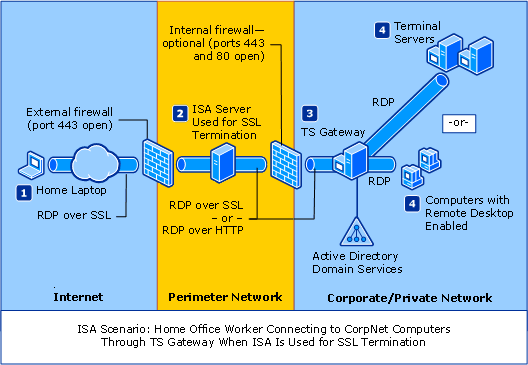 Internal firewall—
optional (ports 443
and 80 open)
4
Terminal
Servers
External firewall
(port 443 open)
2
ISA Server
Used for SSL
Termination
3
TS Gateway
RDP
-or-
1
Home Laptop
RDP over SSL
RDP over SSL
– or –
RDP over HTTP
RDP
4
Computers with
Remote Desktop
Enabled
Active Directory
Domain Services
Internet
Perimeter Network
Corporate/Private Network
ISA Scenario: Home Office Worker Connecting to CorpNet Computers
Through TS Gateway When ISA Is Used for SSL Termination